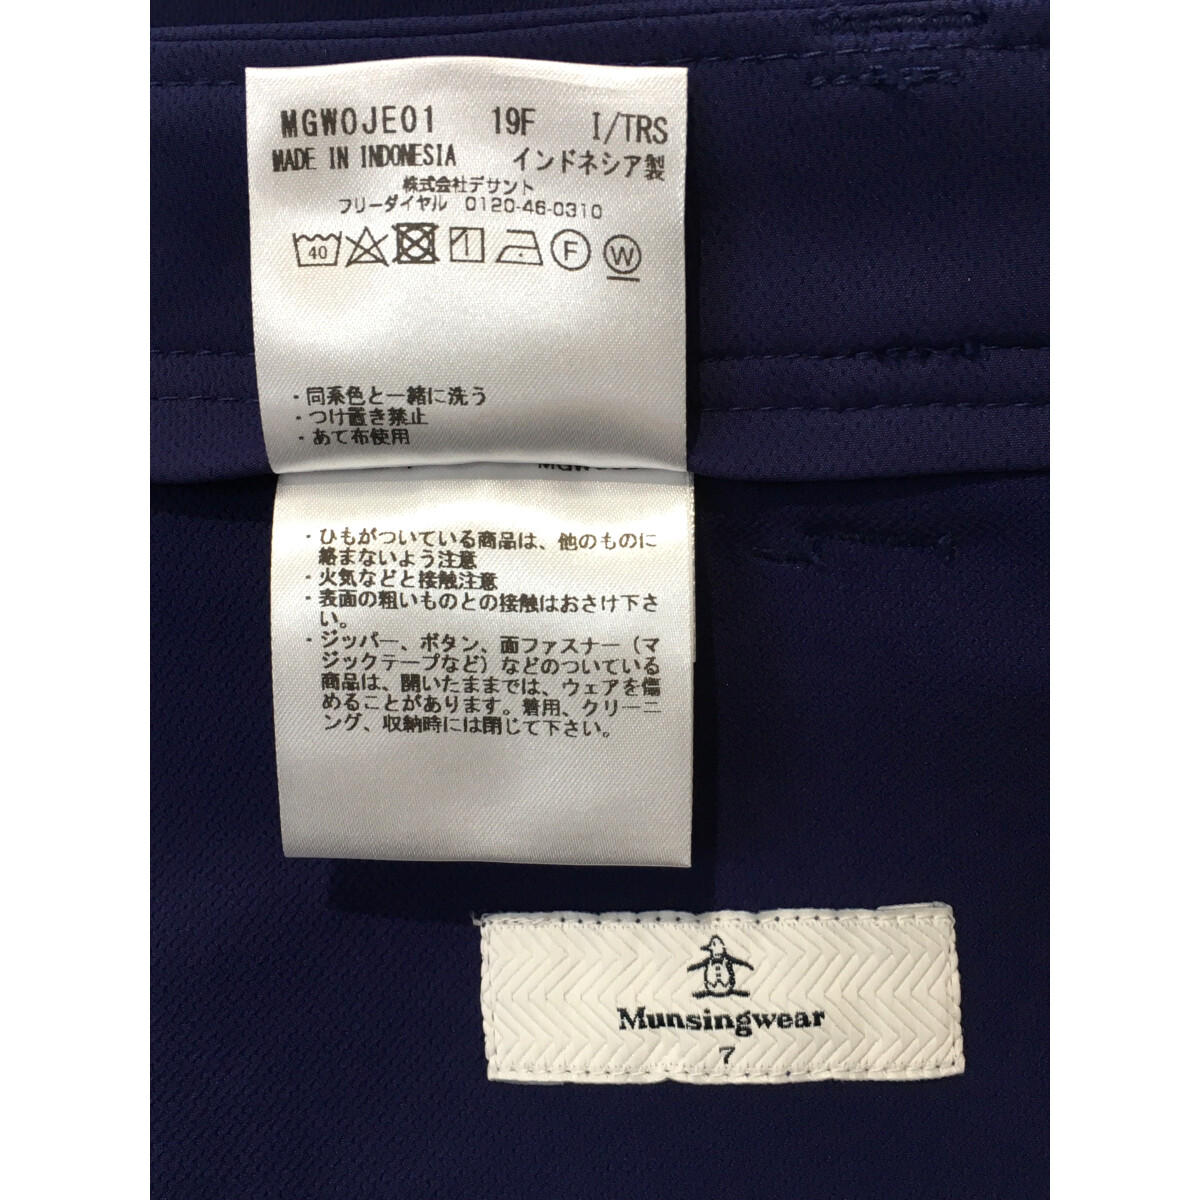 MGWOJE01 19F I/TRS
MADE IN INDONESIA インドネシア製
株式会社デサント
フリーダイヤル 0120-46-0310
40 F W
・同系色と一緒に洗う
・つけ置き禁止
・あて布使用
・ひもがついている商品は、他のものに
絡まないよう注意
・火気などと接触注意
・表面の粗いものとの接触はおさけ下さ
い。
・ジッパー、ボタン、面ファスナー（マ
ジックテープなど）などのついている
商品は、開いたままでは、ウェアを傷
めることがあります。着用、クリーニ
ング、収納時には閉じて下さい。
Munsingwear
7